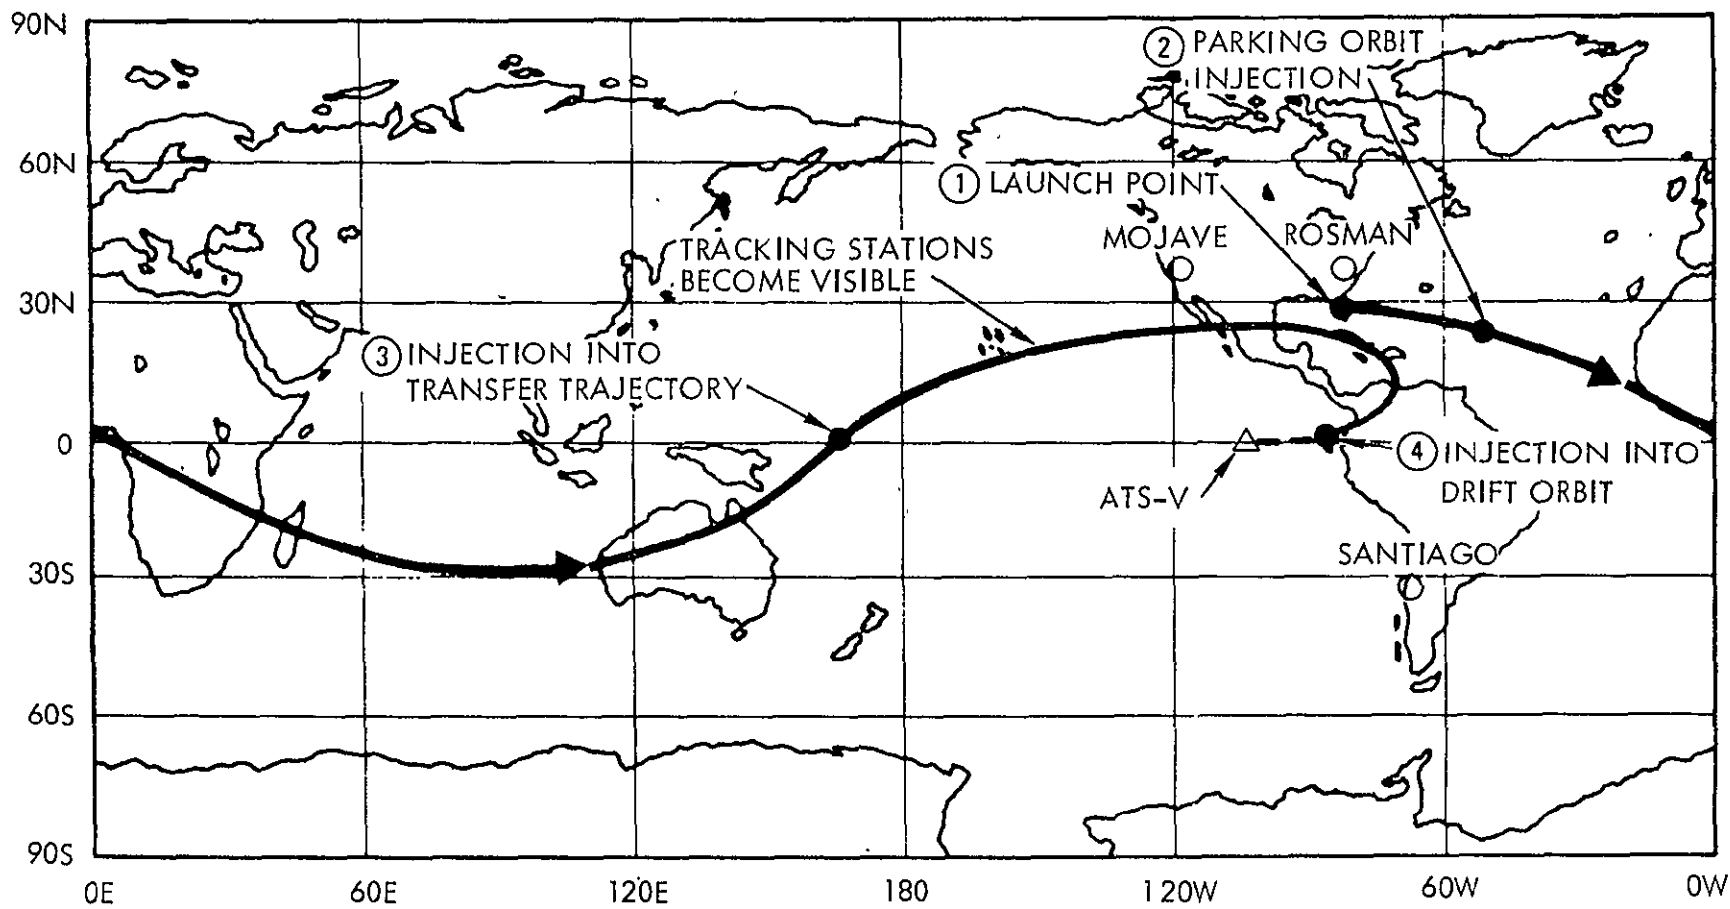 90N
60N
30N
0
30S
60S
90S
② PARKING ORBIT
INJECTION
① LAUNCH POINT
MOJAVE
ROSMAN
TRACKING STATIONS
BECOME VISIBLE
③ INJECTION INTO
TRANSFER TRAJECTORY
④ INJECTION INTO
DRIFT ORBIT
ATS-V
SANTIAGO
0E
60E
120E
180
120W
60W
0W